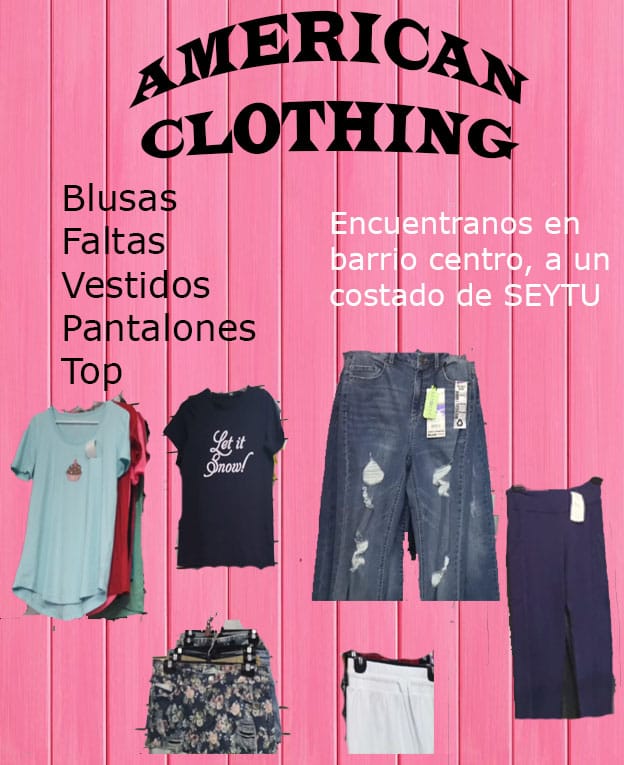 AMERICAN
CLOTHING
Blusas
Faltas
Vestidos
Pantalones
Top
Encuentranos en
barrio centro, a un
costado de SEYTU
Let it
Snow!